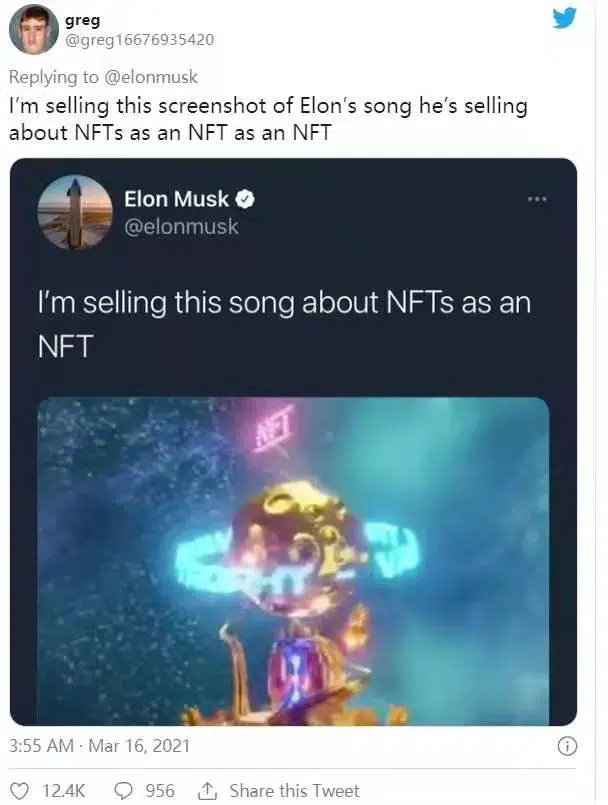 greg
@greg16676935420
Replying to @elonmusk
I'm selling this screenshot of Elon's song he's selling
about NFTs as an NFT as an NFT
Elon Musk
@elonmusk
I'm selling this song about NFTs as an
NFT
NFT
3:55 AM · Mar 16, 2021
12.4K 956 Share this Tweet